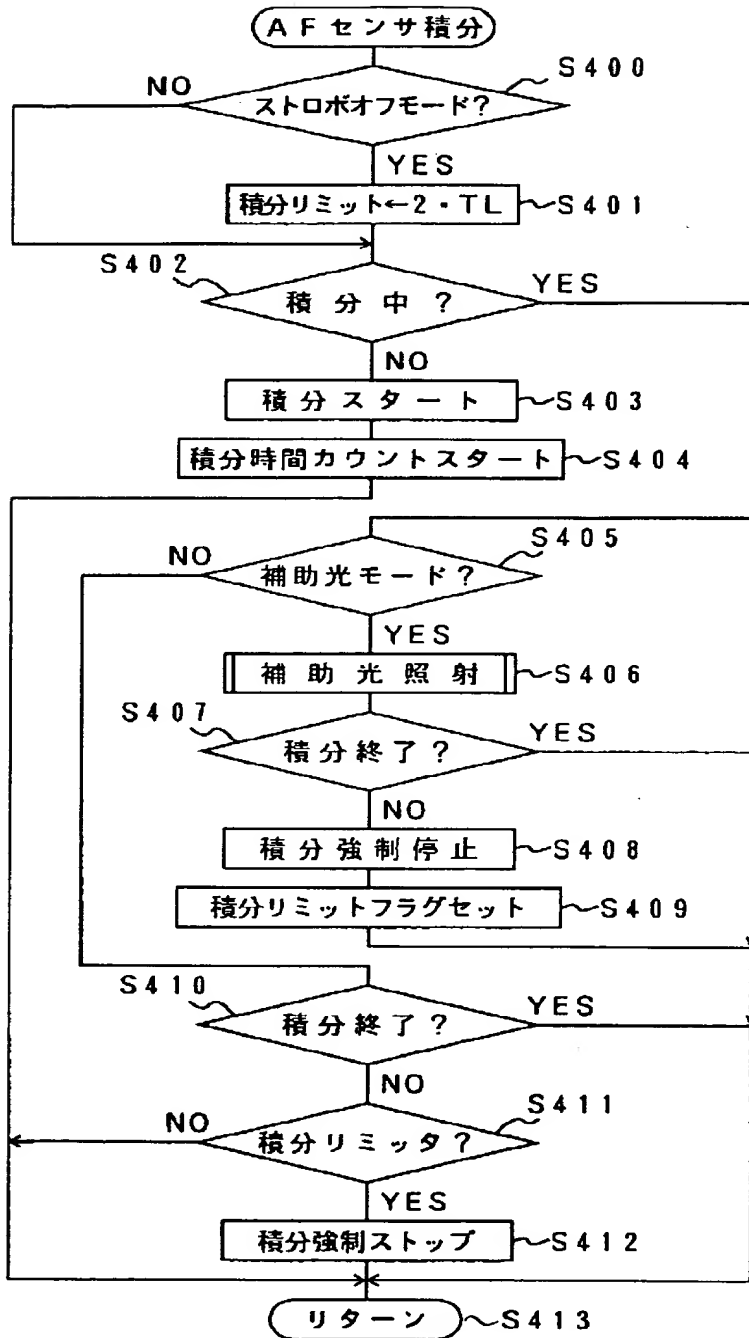 AFセンサ積分
S400
NO
ストロボオフモード?
YES
積分リミット←2・TL
S401
S402
YES
積分中?
NO
積分スタート
S403
積分時間カウントスタート
S404
S405
NO
補助光モード?
YES
補助光照射
S406
S407
YES
積分終了?
NO
積分強制停止
S408
積分リミットフラグセット
S409
S410
YES
積分終了?
NO
S411
NO
積分リミッタ?
YES
積分強制ストップ
S412
リターン
S413